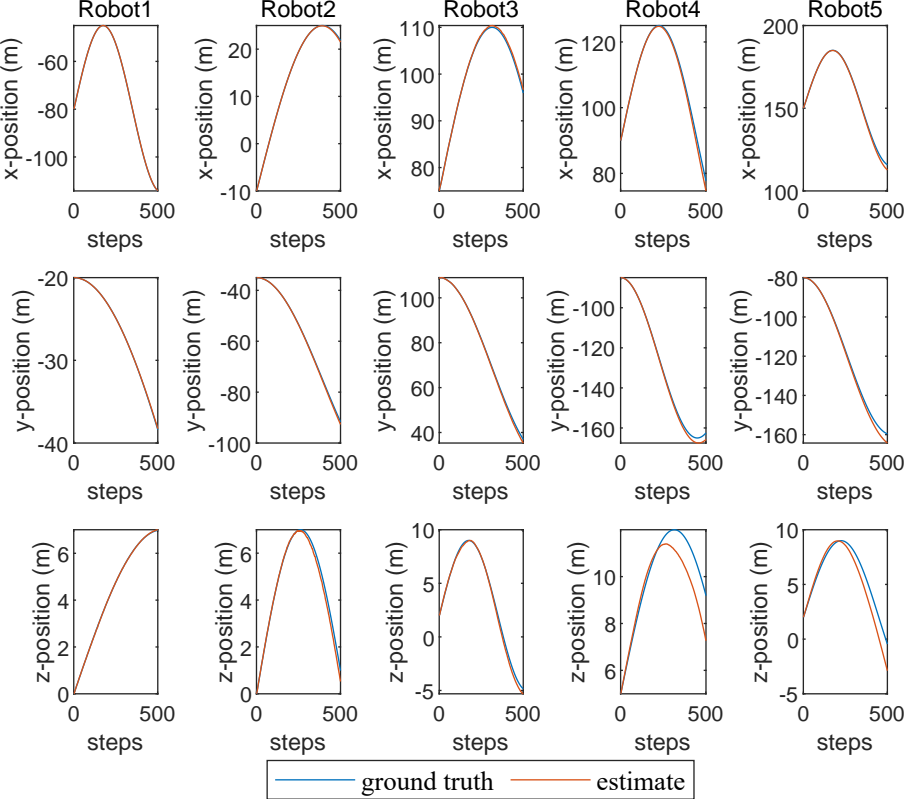 Robot1 Robot2 Robot3 Robot4 Robot5
x-position (m) -60 -80 -100 0 500 steps
x-position (m) 20 10 0 -10 0 500 steps
x-position (m) 110 100 90 80 0 500 steps
x-position (m) 120 100 80 0 500 steps
x-position (m) 200 150 100 0 500 steps
y-position (m) -20 -30 -40 0 500 steps
y-position (m) -40 -60 -80 -100 0 500 steps
y-position (m) 100 80 60 40 0 500 steps
y-position (m) -100 -120 -140 -160 0 500 steps
y-position (m) -80 -100 -120 -140 -160 0 500 steps
z-position (m) 6 4 2 0 0 500 steps
z-position (m) 6 4 2 0 0 500 steps
z-position (m) 10 5 0 -5 0 500 steps
z-position (m) 10 8 6 0 500 steps
z-position (m) 10 5 0 -5 0 500 steps
ground truth estimate